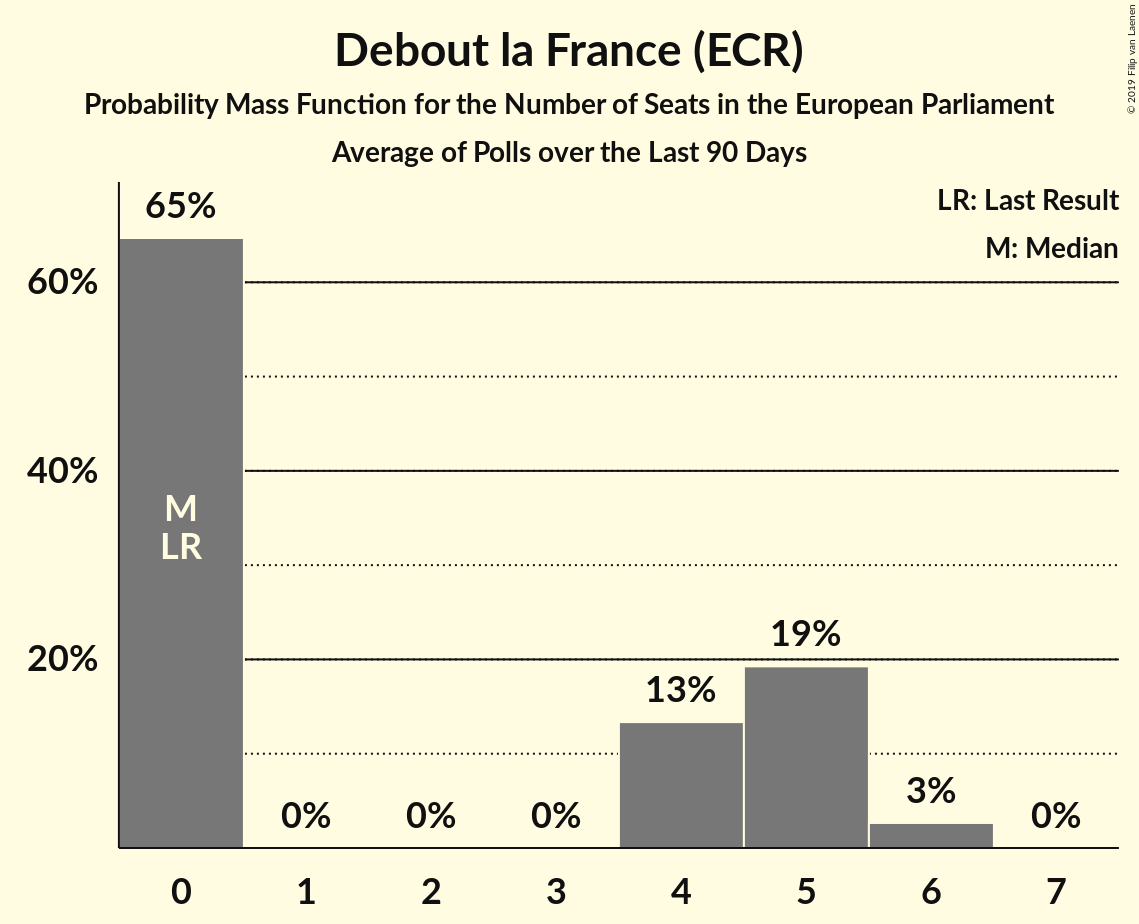 Debout la France (ECR)
Probability Mass Function for the Number of Seats in the European Parliament
Average of Polls over the Last 90 Days
© 2019 Filip van Laenen
LR: Last Result
M: Median
65%
60%
40%
M
LR
19%
20%
13%
3%
0%
0%
0%
0%
0
1
2
3
4
5
6
7